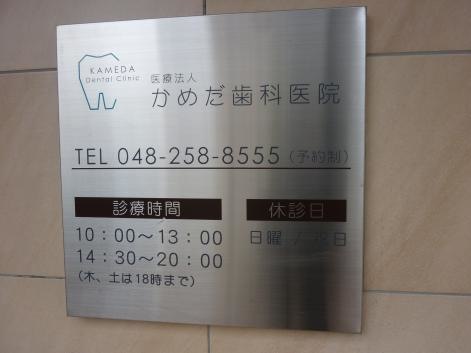 KAMEDA
Dental Clinic
医療法人
かめだ歯科医院
TEL 048-258-8555 (予約制)
診療時間
10：00～13：00
14：30～20：00
(木、土は18時まで)
休診日
日曜 / 祝日